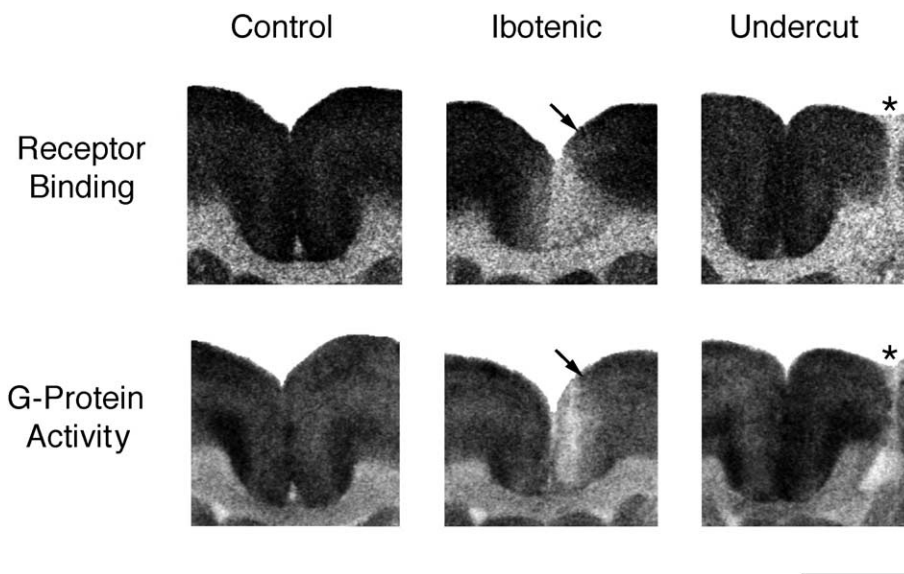 Control Ibotenic Undercut
Receptor
Binding
*
G-Protein
Activity
*